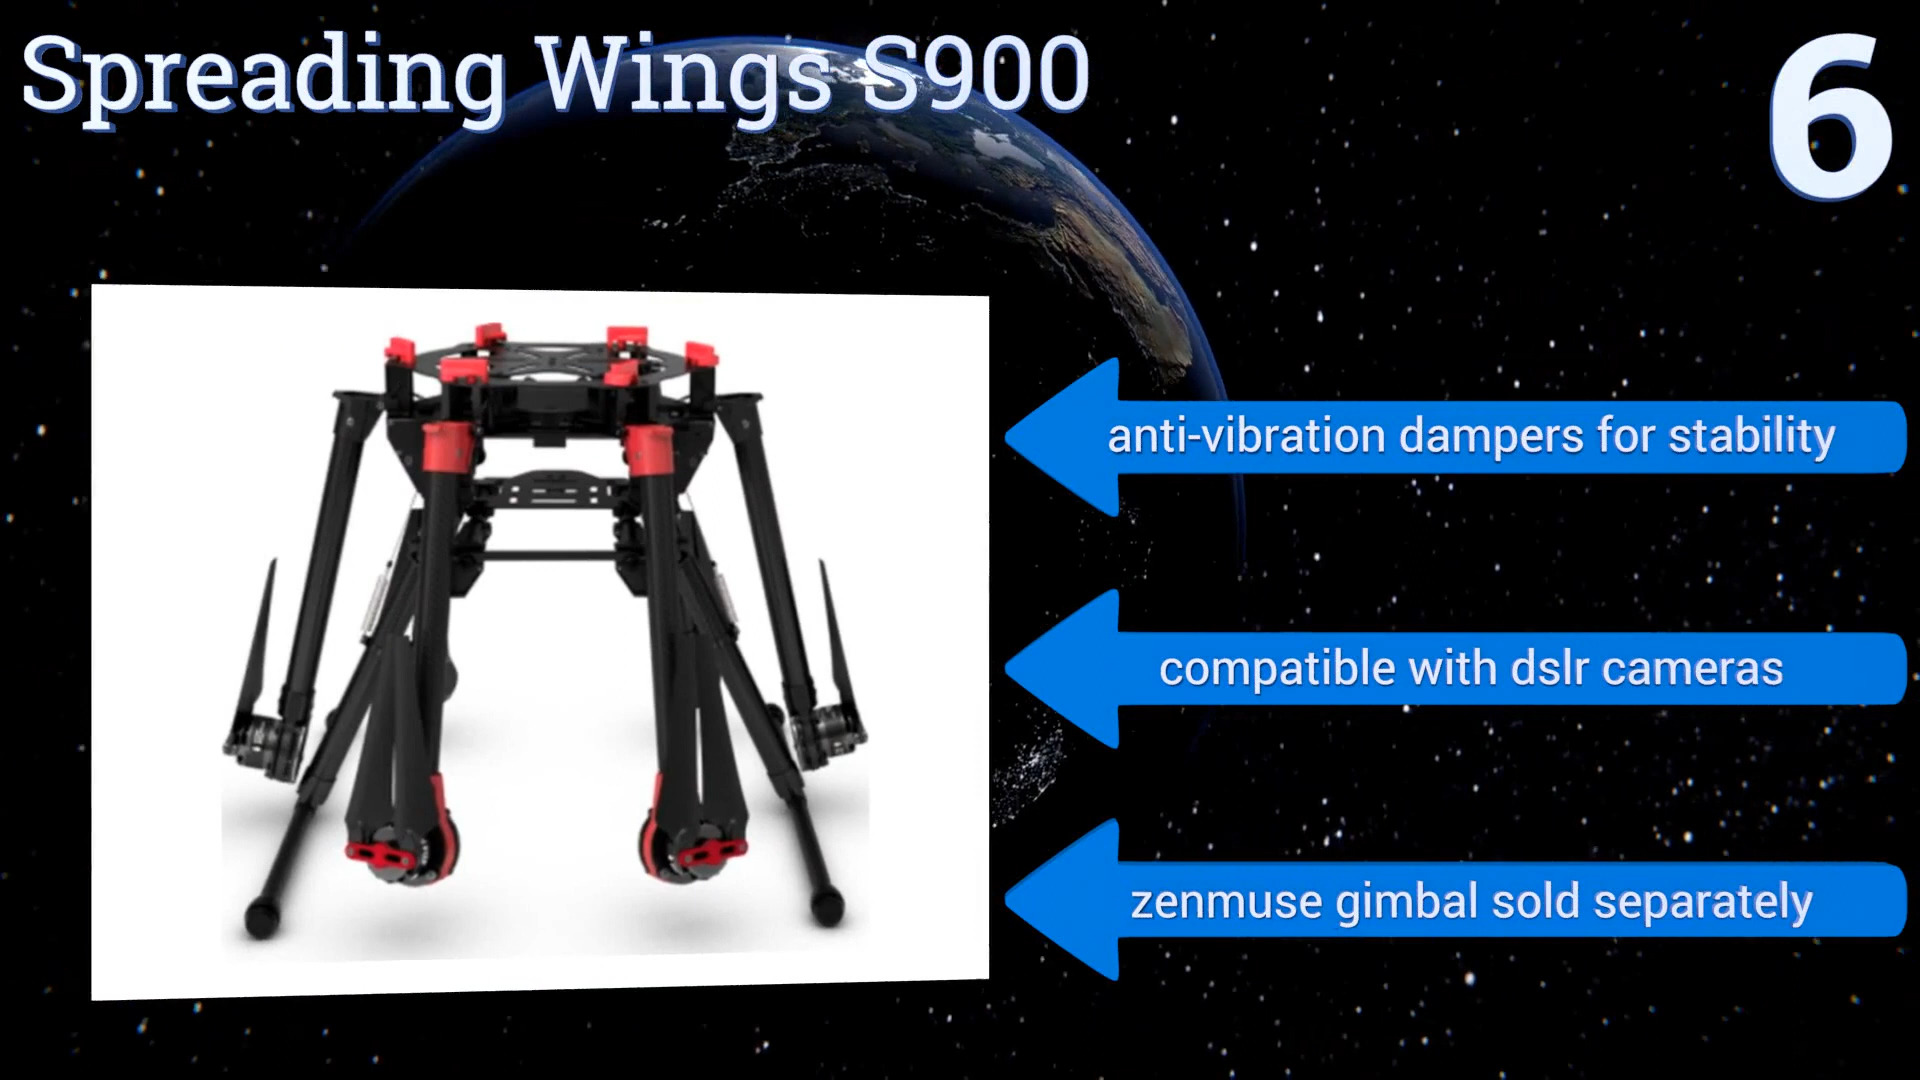 Spreading Wings S900
6
anti-vibration dampers for stability
compatible with dslr cameras
zenmuse gimbal sold separately